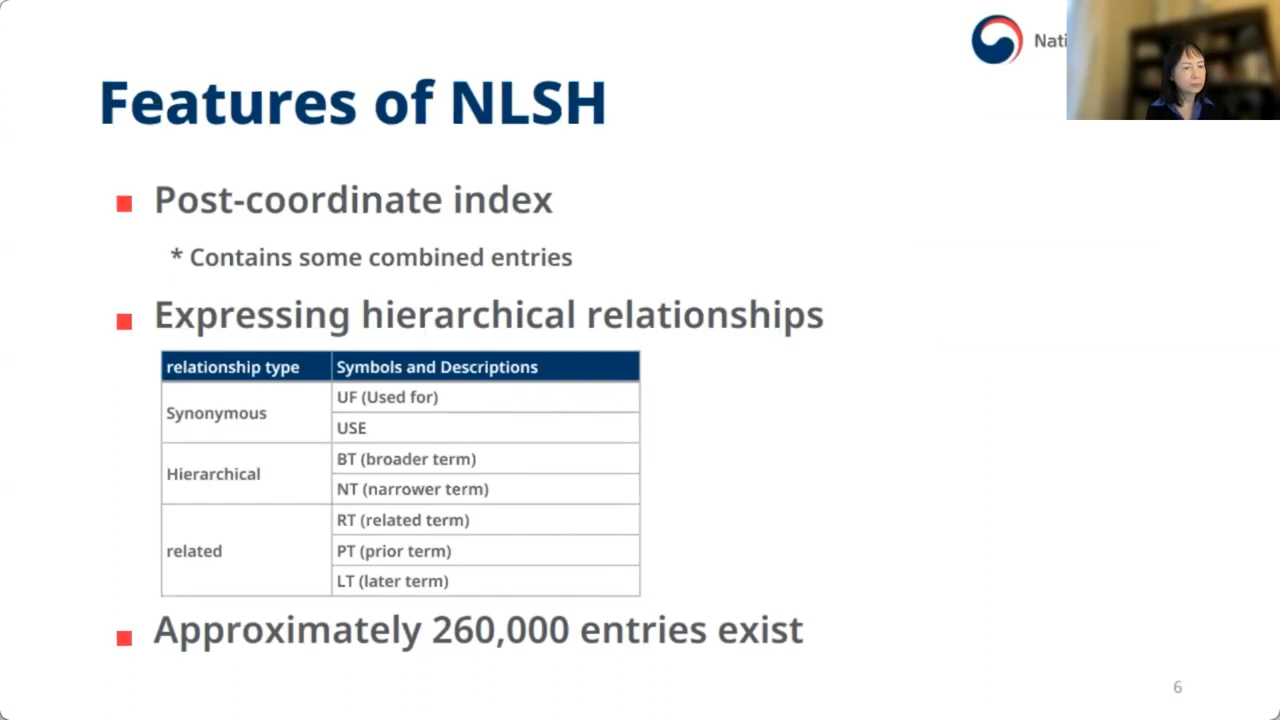 Nati
Features of NLSH
Post-coordinate index
* Contains some combined entries
Expressing hierarchical relationships
relationship type Symbols and Descriptions
Synonymous UF (Used for)
USE
Hierarchical BT (broader term)
NT (narrower term)
related RT (related term)
PT (prior term)
LT (later term)
Approximately 260,000 entries exist
6